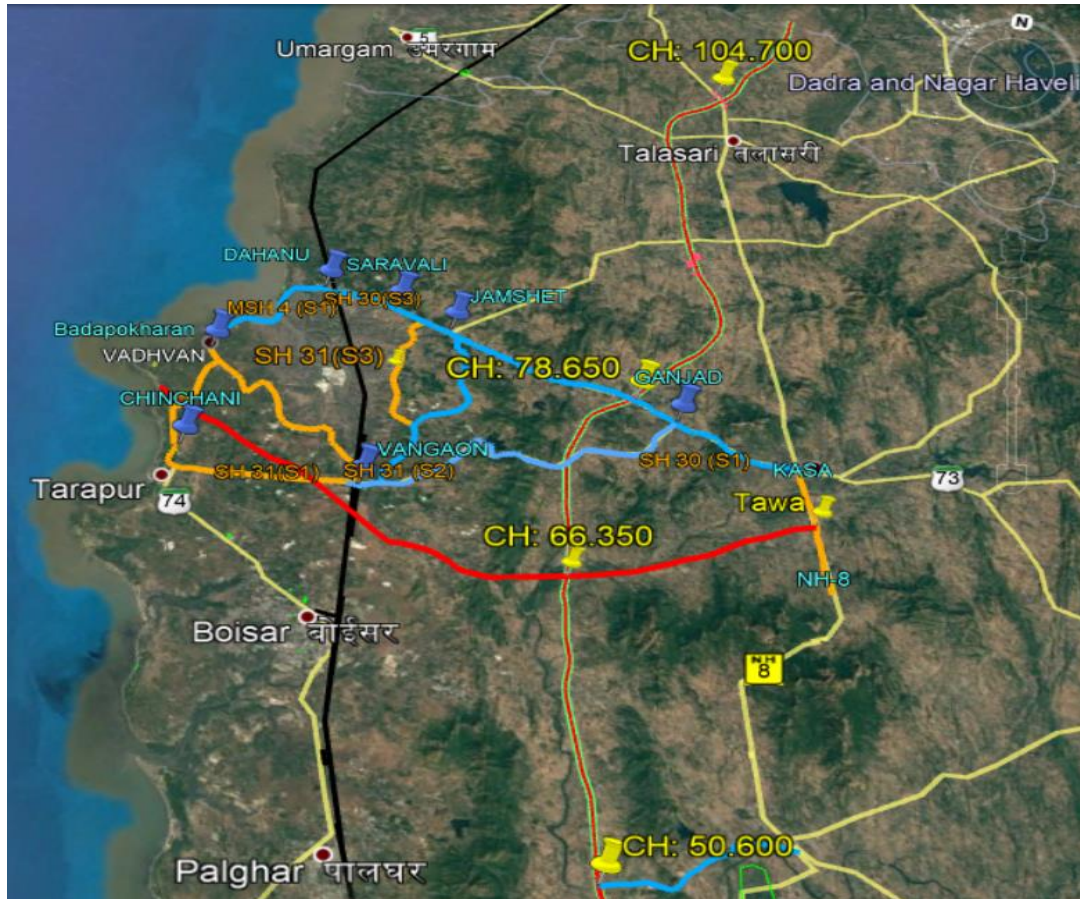 N
Umargam उमरगाम
5
CH: 104.700
Dadra and Nagar Haveli
Talasari तलासरी
DAHANU
SARAVALI
MSH 4 (S1)
SH 30(S3)
JAMSHET
Badapokharan
VADHVAN
SH 31(S3)
CH: 78.650
GANJAD
CHINCHANI
VANGAON
SH 31(S1)
SH 31 (S2)
SH 30 (S1)
KASA
73
Tarapur
74
Tawa
CH: 66.350
NH-8
Boisar बोईसर
NH
8
CH: 50.600
Palghar पालघर